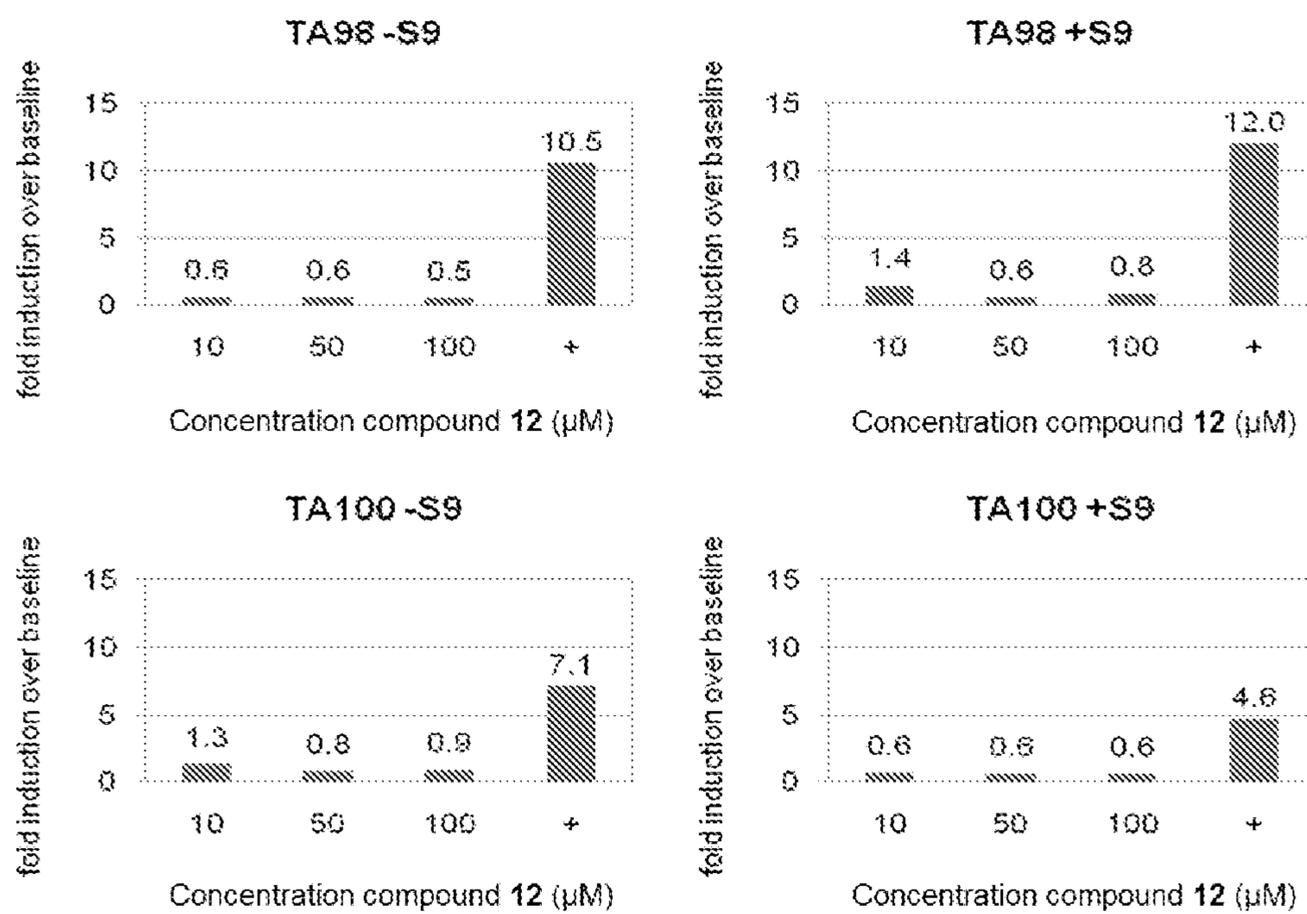 TA98 -S9
fold induction over baseline
15
10
5
0
0.6
0.6
0.5
10.5
10 50 100 +
Concentration compound 12 (µM)
TA98 +S9
fold induction over baseline
15
10
5
0
1.4
0.6
0.8
12.0
10 50 100 +
Concentration compound 12 (µM)
TA100 -S9
fold induction over baseline
15
10
5
0
1.3
0.8
0.9
7.1
10 50 100 +
Concentration compound 12 (µM)
TA100 +S9
fold induction over baseline
15
10
5
0
0.6
0.6
0.6
4.6
10 50 100 +
Concentration compound 12 (µM)